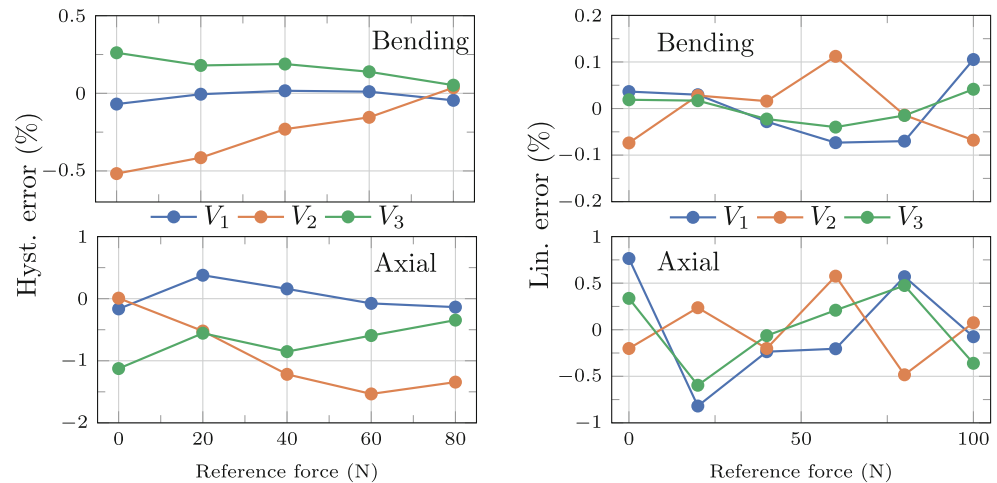 Hyst. error (%)
0.5
0
−0.5
Bending
V1 V2 V3
1
0
−1
−2
Axial
0 20 40 60 80
Reference force (N)
Lin. error (%)
0.2
0.1
0
−0.1
−0.2
Bending
V1 V2 V3
1
0.5
0
−0.5
−1
Axial
0 50 100
Reference force (N)